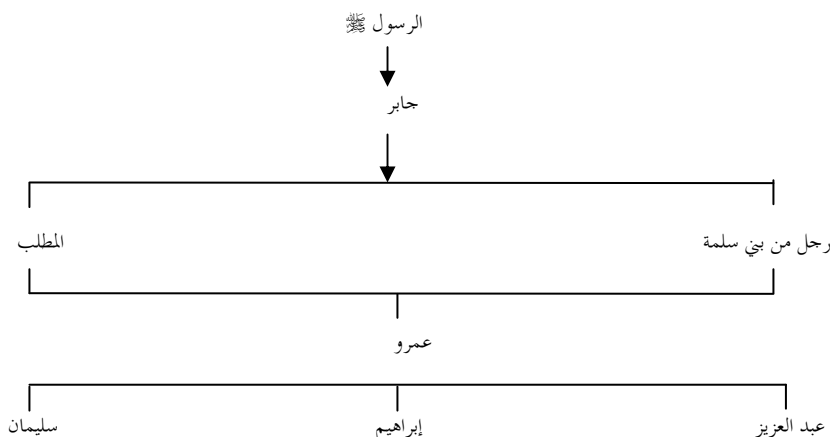 الرسول ﷺ
جابر
رجل من بني سلمة المطلب
عمرو
عبد العزيز إبراهيم سليمان